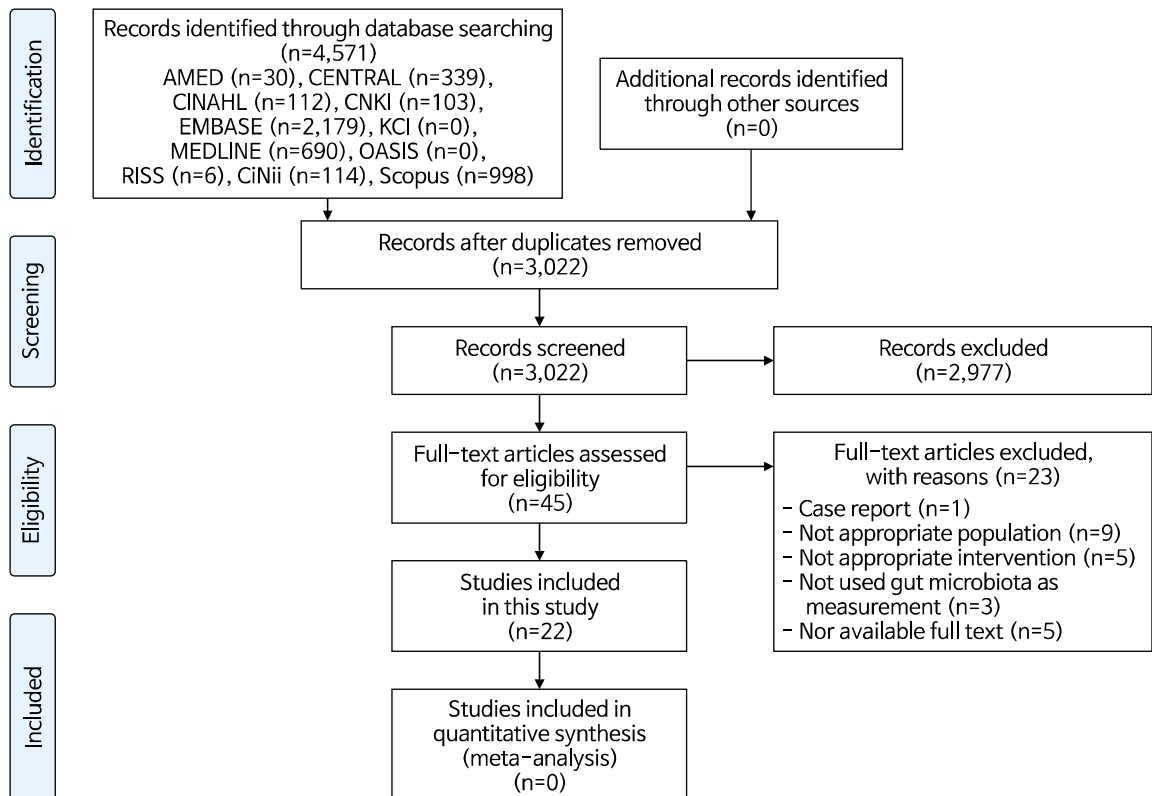 Identification
Records identified through database searching
(n=4,571)
AMED (n=30), CENTRAL (n=339),
CINAHL (n=112), CNKI (n=103),
EMBASE (n=2,179), KCI (n=0),
MEDLINE (n=690), OASIS (n=0),
RISS (n=6), CiNii (n=114), Scopus (n=998)
Additional records identified
through other sources
(n=0)
Screening
Records after duplicates removed
(n=3,022)
Records screened
(n=3,022)
Records excluded
(n=2,977)
Eligibility
Full-text articles assessed
for eligibility
(n=45)
Full-text articles excluded,
with reasons (n=23)
- Case report (n=1)
- Not appropriate population (n=9)
- Not appropriate intervention (n=5)
- Not used gut microbiota as
measurement (n=3)
- Nor available full text (n=5)
Studies included
in this study
(n=22)
Included
Studies included in
quantitative synthesis
(meta-analysis)
(n=0)